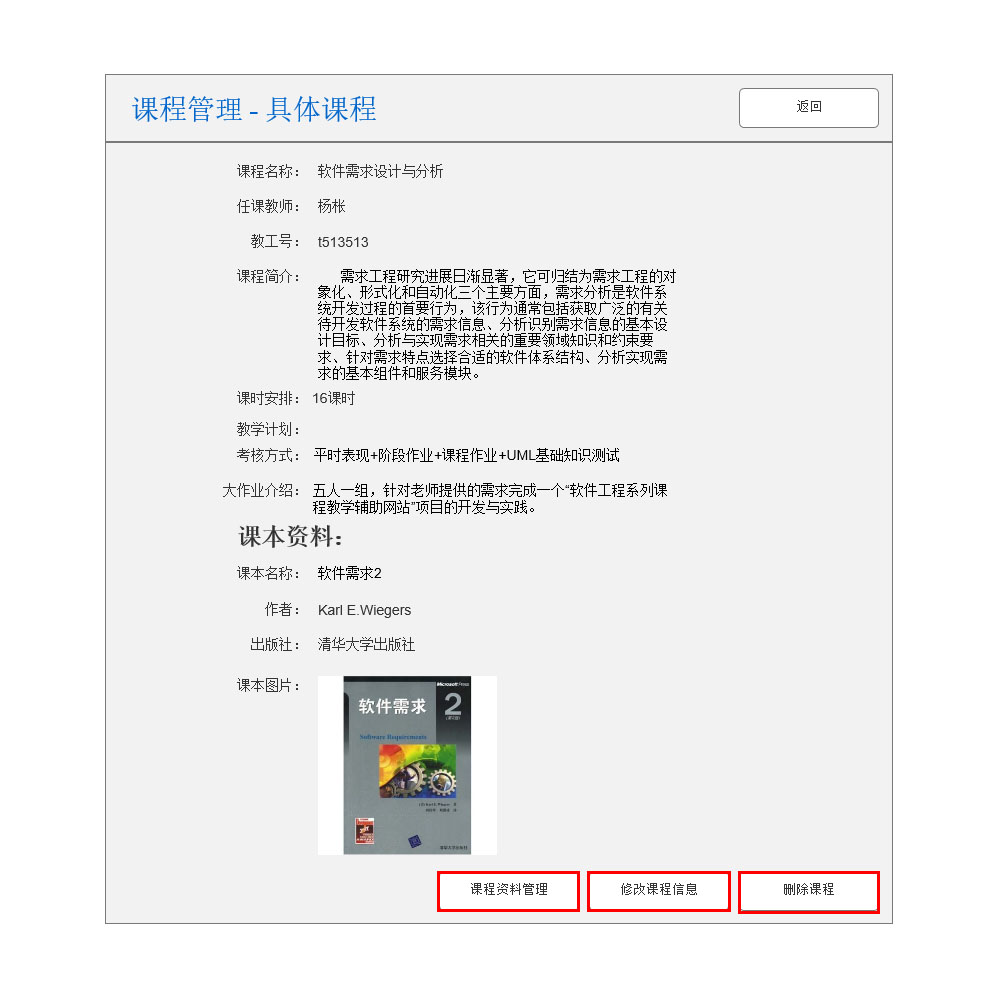 课程管理 - 具体课程
返回
课程名称： 软件需求设计与分析
任课教师： 杨枨
教工号： t513513
课程简介： 需求工程研究进展日渐显著，它可归结为需求工程的对
象化、形式化和自动化三个主要方面，需求分析是软件系
统开发过程的首要行为，该行为通常包括获取广泛的有关
待开发软件系统的需求信息、分析识别需求信息的基本设
计目标、分析与实现需求相关的重要领域知识和约束要
求、针对需求特点选择合适的软件体系结构、分析实现需
求的基本组件和服务模块。
课时安排： 16课时
教学计划：
考核方式： 平时表现+阶段作业+课程作业+UML基础知识测试
大作业介绍： 五人一组，针对老师提供的需求完成一个“软件工程系列课
程教学辅助网站”项目的开发与实践。
课本资料：
课本名称： 软件需求2
作者： Karl E.Wiegers
出版社： 清华大学出版社
课本图片：
Microsoft Press
软件需求 2
Software Requirements
清华大学出版社
课程资料管理 修改课程信息 删除课程